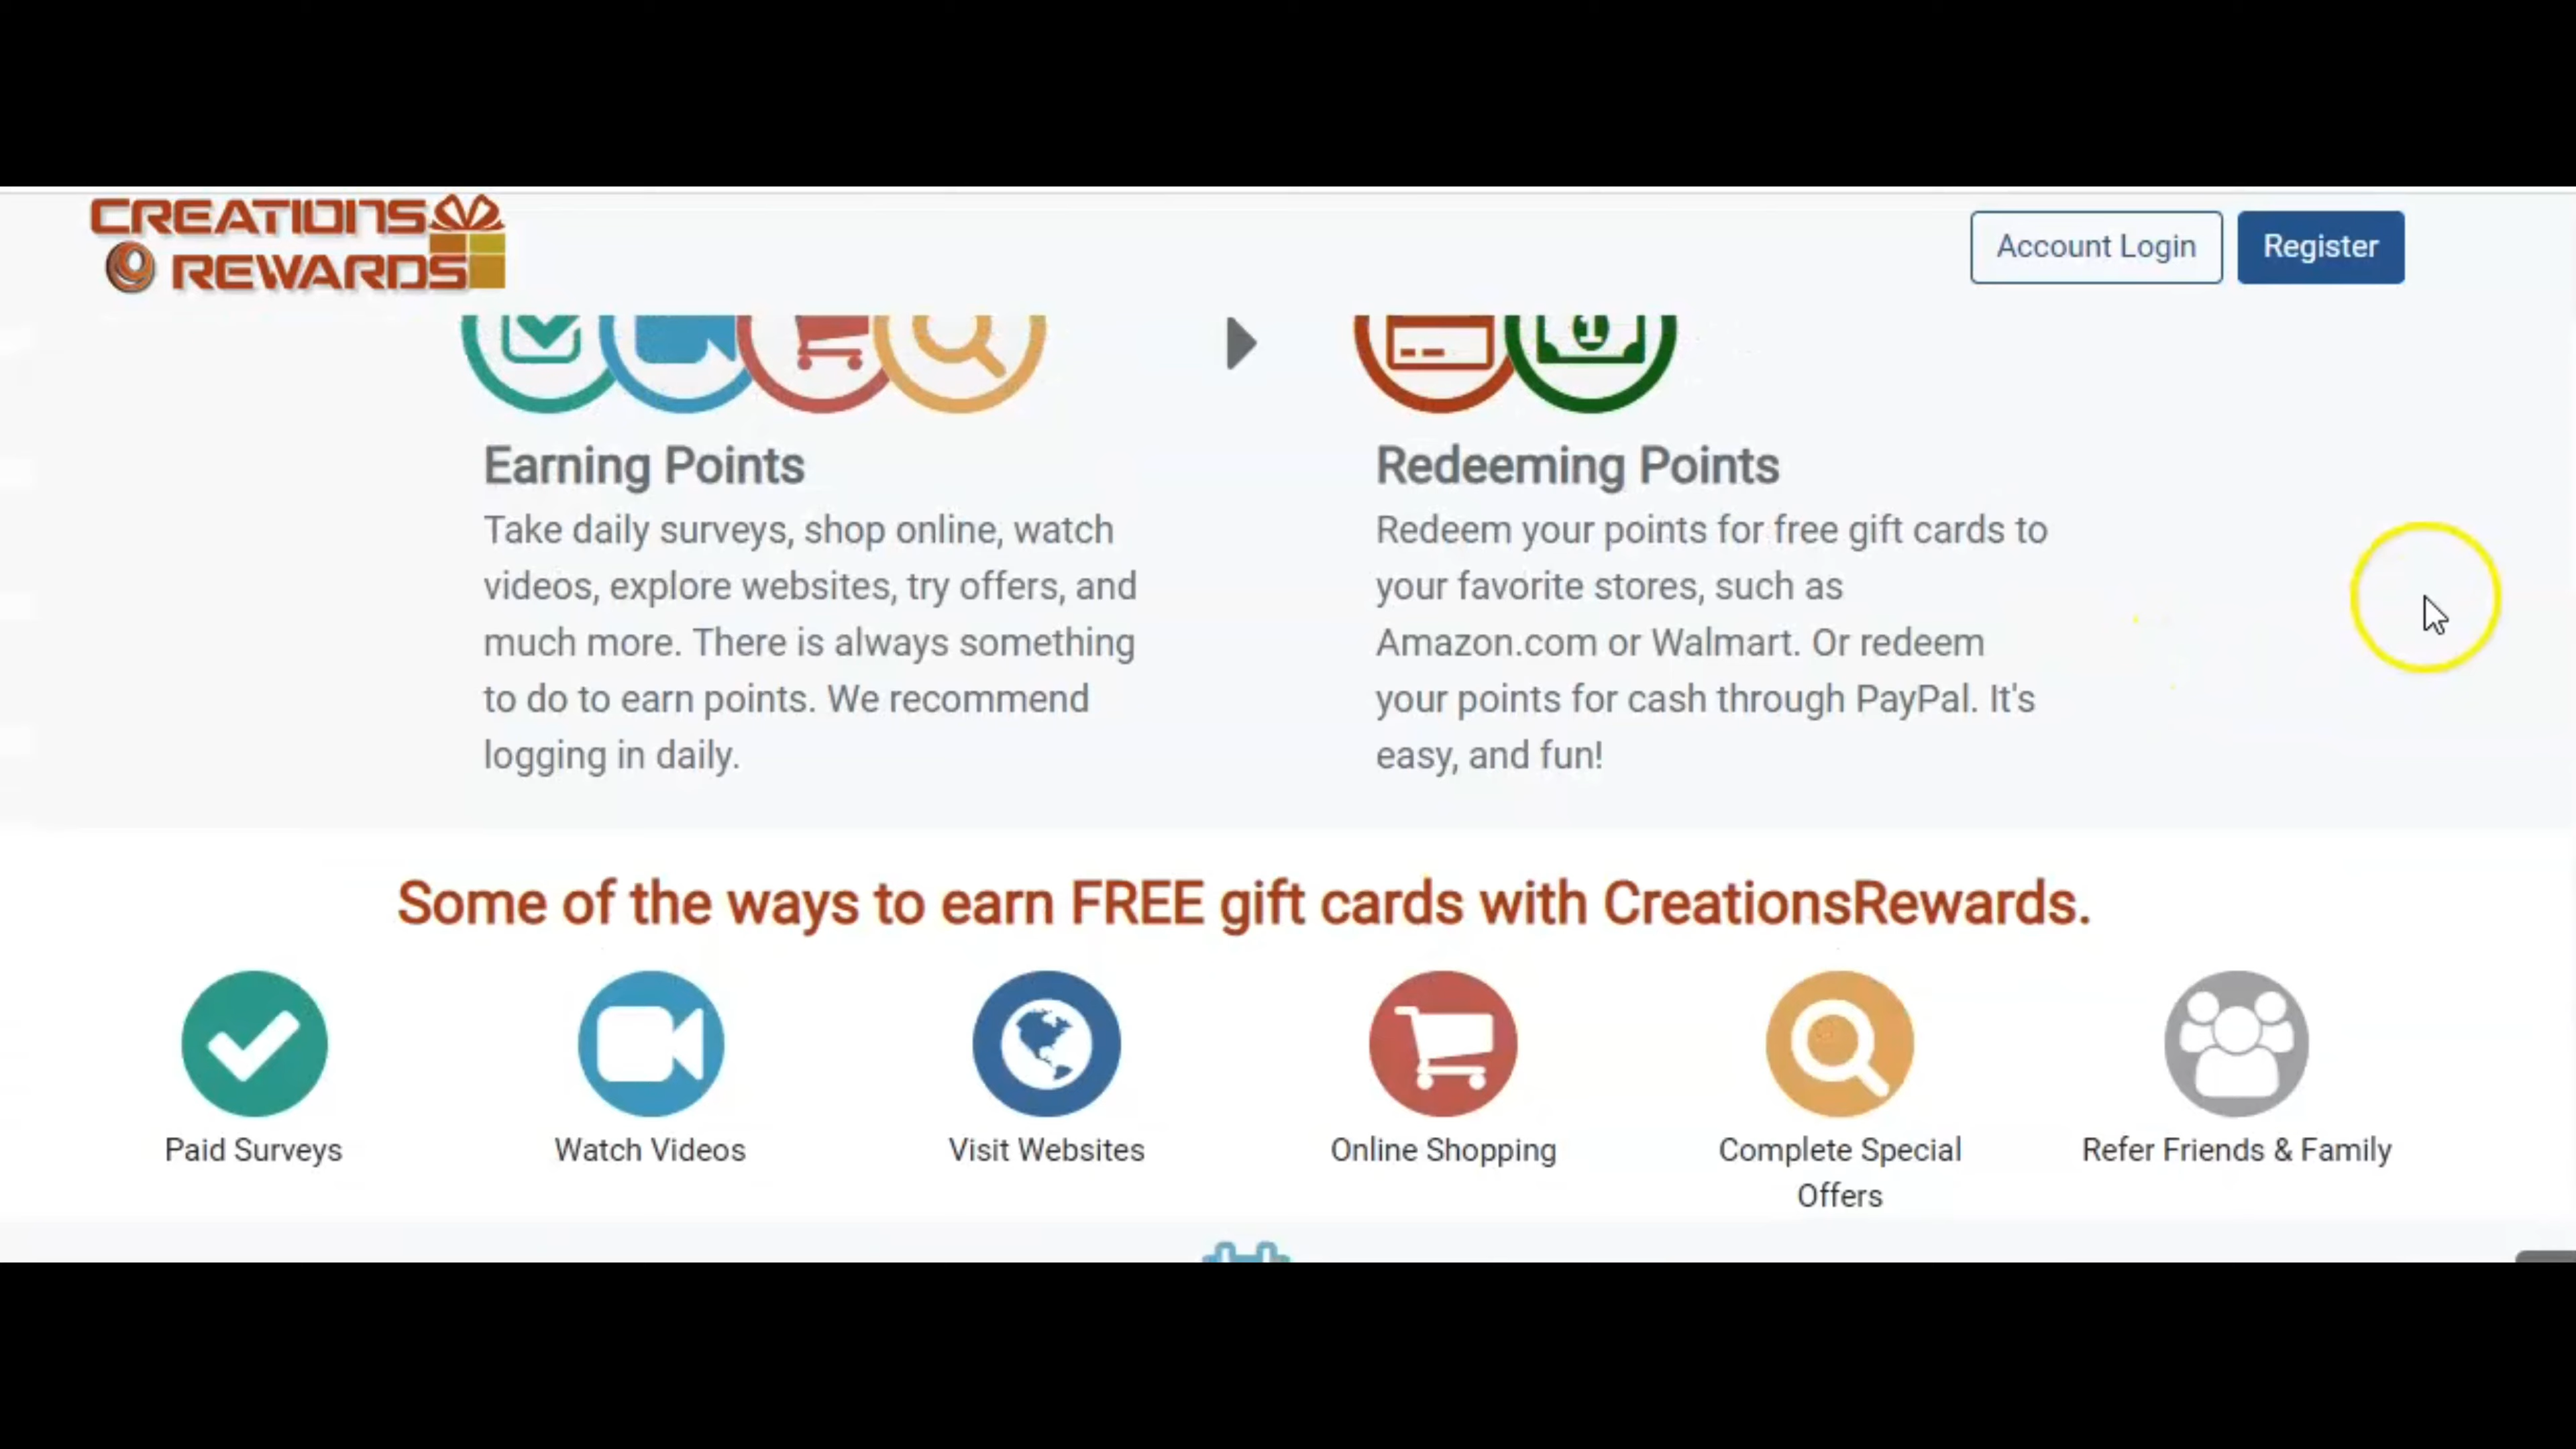 CREATIONS
REWARDS
Account Login
Register
1
Earning Points
Take daily surveys, shop online, watch
videos, explore websites, try offers, and
much more. There is always something
to do to earn points. We recommend
logging in daily.
Redeeming Points
Redeem your points for free gift cards to
your favorite stores, such as
Amazon.com or Walmart. Or redeem
your points for cash through PayPal. It's
easy, and fun!
Some of the ways to earn FREE gift cards with CreationsRewards.
Paid Surveys
Watch Videos
Visit Websites
Online Shopping
Complete Special
Offers
Refer Friends & Family